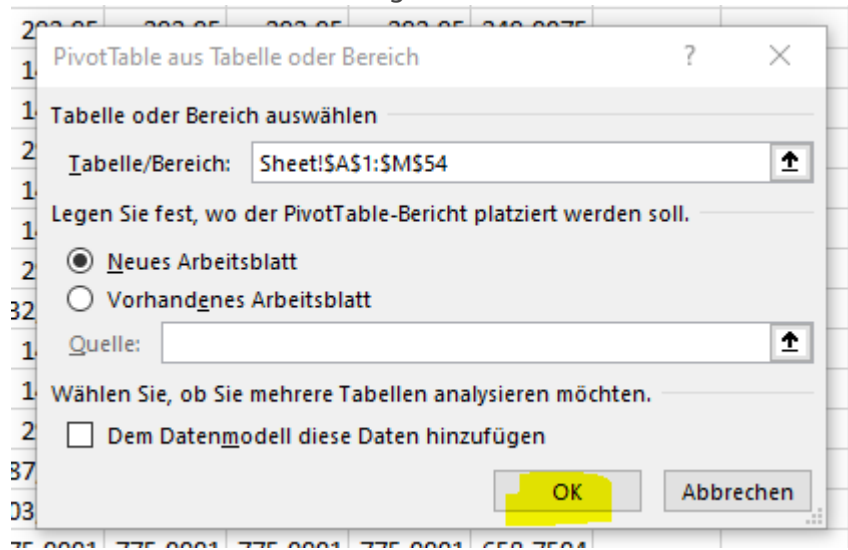 PivotTable aus Tabelle oder Bereich ?
Tabelle oder Bereich auswählen
Tabelle/Bereich: Sheet!$A$1:$M$54
Legen Sie fest, wo der PivotTable-Bericht platziert werden soll.
Neues Arbeitsblatt
Vorhandenes Arbeitsblatt
Quelle:
Wählen Sie, ob Sie mehrere Tabellen analysieren möchten.
Dem Datenmodell diese Daten hinzufügen
OK Abbrechen